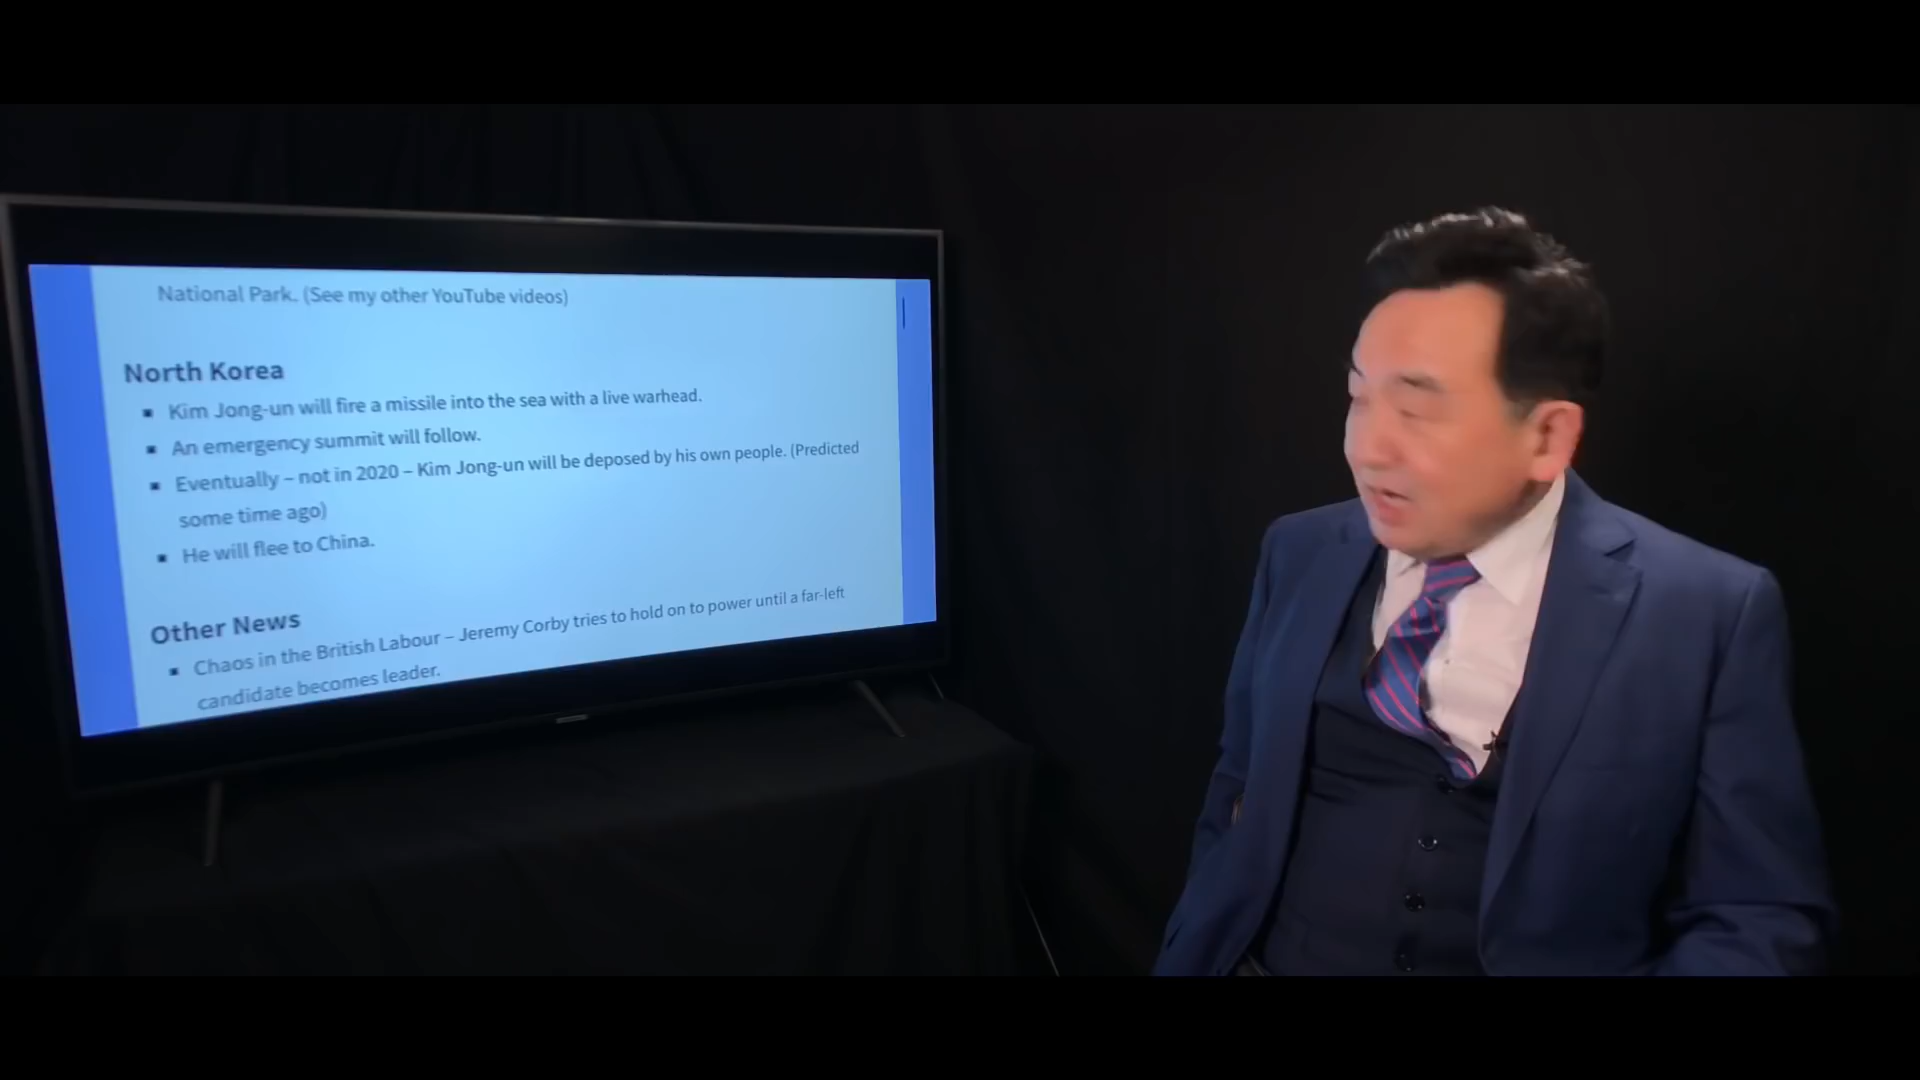 National Park. (See my other YouTube videos)
North Korea
▪ Kim Jong-un will fire a missile into the sea with a live warhead.
▪ An emergency summit will follow.
▪ Eventually – not in 2020 – Kim Jong-un will be deposed by his own people. (Predicted
some time ago)
▪ He will flee to China.
Other News
▪ Chaos in the British Labour – Jeremy Corby tries to hold on to power until a far-left
candidate becomes leader.